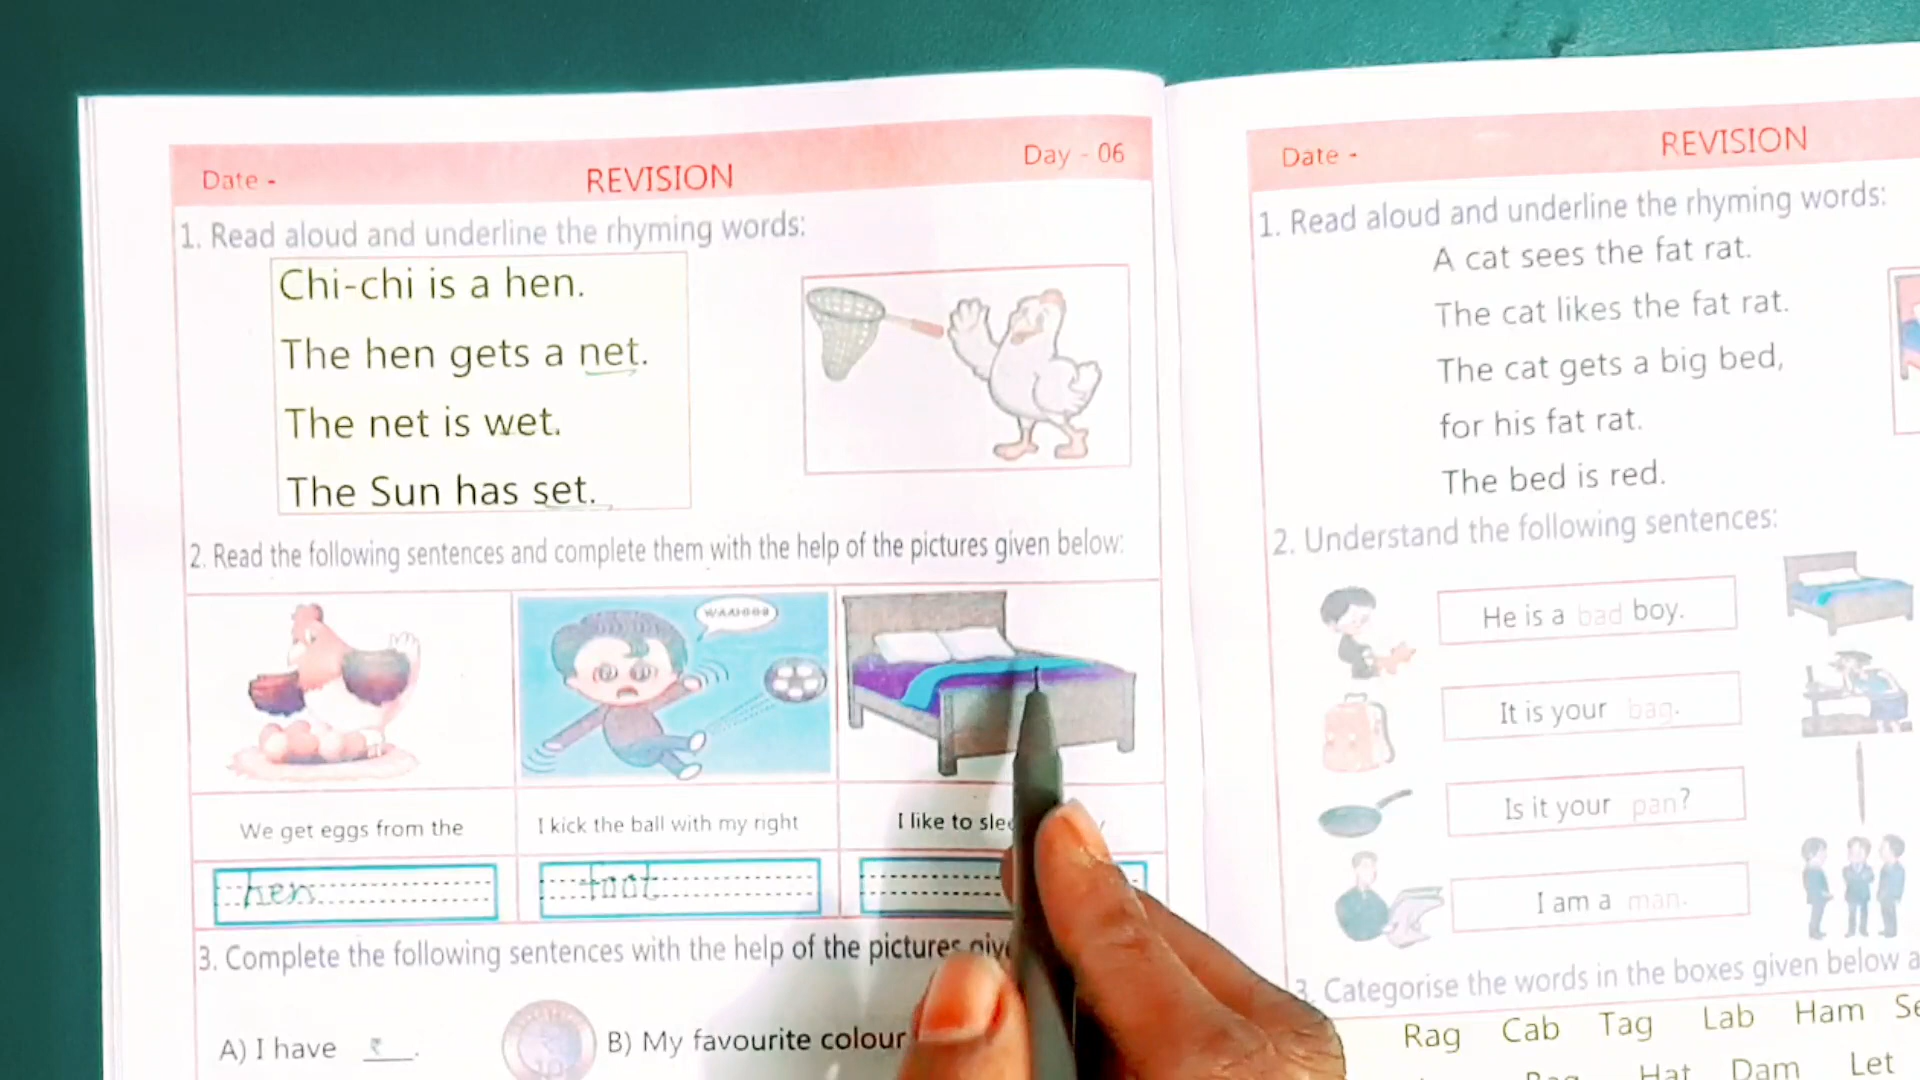 Date -
REVISION
Day - 06
1. Read aloud and underline the rhyming words:
Chi-chi is a hen.
The hen gets a net.
The net is wet.
The Sun has set.
2. Read the following sentences and complete them with the help of the pictures given below:
We get eggs from the
I kick the ball with my right
I like to
hen
foot
3. Complete the following sentences with the help of the pictures
A) I have ___.
B) My favourite colour
Date -
REVISION
1. Read aloud and underline the rhyming words:
A cat sees the fat rat.
The cat likes the fat rat.
The cat gets a big bed,
for his fat rat.
The bed is red.
2. Understand the following sentences:
He is a bad boy.
It is your bag.
Is it your pan?
I am a man.
3. Categorise the words in the boxes given below
Rag Cab Tag Lab Ham
Hat Dam Let